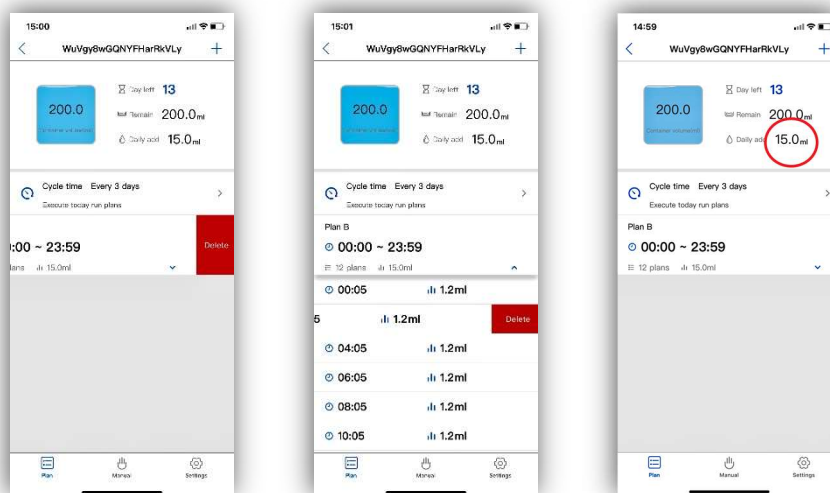 15:00
WuVgy8wGQNYFHarRkVLy +
200.0
Day left 13
Remain 200.0ml
Daily add 15.0ml
Cycle time Every 3 days
Execute today run plans
:00 ~ 23:59
lans 15.0ml
Delete
Plan
Manual
Settings
15:01
WuVgy8wGQNYFHarRkVLy +
200.0
Day left 13
Remain 200.0ml
Daily add 15.0ml
Cycle time Every 3 days
Execute today run plans
Plan B
00:00 ~ 23:59
12 plans 15.0ml
00:05 1.2ml
5 1.2ml Delete
04:05 1.2ml
06:05 1.2ml
08:05 1.2ml
10:05 1.2ml
Plan
Manual
Settings
14:59
WuVgy8wGQNYFHarRkVLy +
200.0
Day left 13
Remain 200.0ml
Daily add 15.0ml
Cycle time Every 3 days
Execute today run plans
Plan B
00:00 ~ 23:59
12 plans 15.0ml
Plan
Manual
Settings